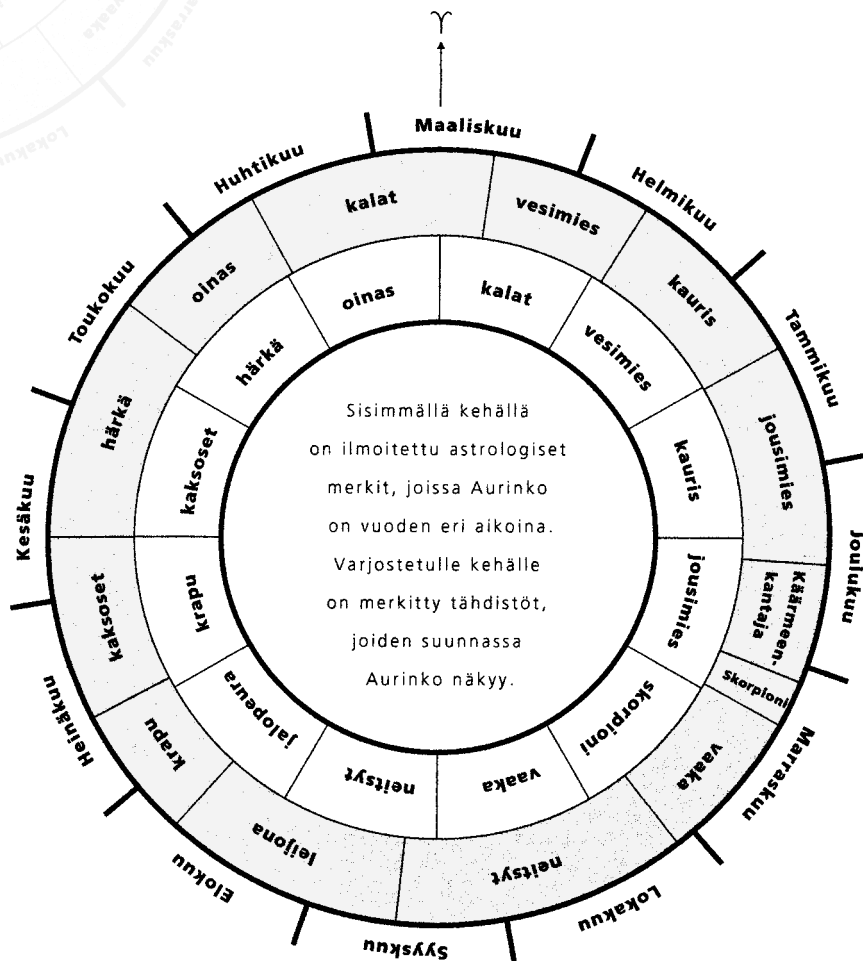 ♈
Maaliskuu
Helmikuu
Tammikuu
Joulukuu
Marraskuu
Lokakuu
Syyskuu
Elokuu
Heinäkuu
Kesäkuu
Toukokuu
Huhtikuu
kalat
vesimies
kauris
jousimies
Käärmeen-
kantaja
Skorpioni
vaaka
neitsyt
leijona
krapu
kaksoset
härkä
oinas
kalat
vesimies
kauris
jousimies
skorpioni
vaaka
neitsyt
jalopeura
krapu
kaksoset
härkä
oinas
Sisimmällä kehällä
on ilmoitettu astrologiset
merkit, joissa Aurinko
on vuoden eri aikoina.
Varjostetulle kehälle
on merkitty tähdistöt,
joiden suunnassa
Aurinko näkyy.
vaaka
Marraskuu
Lokakuu